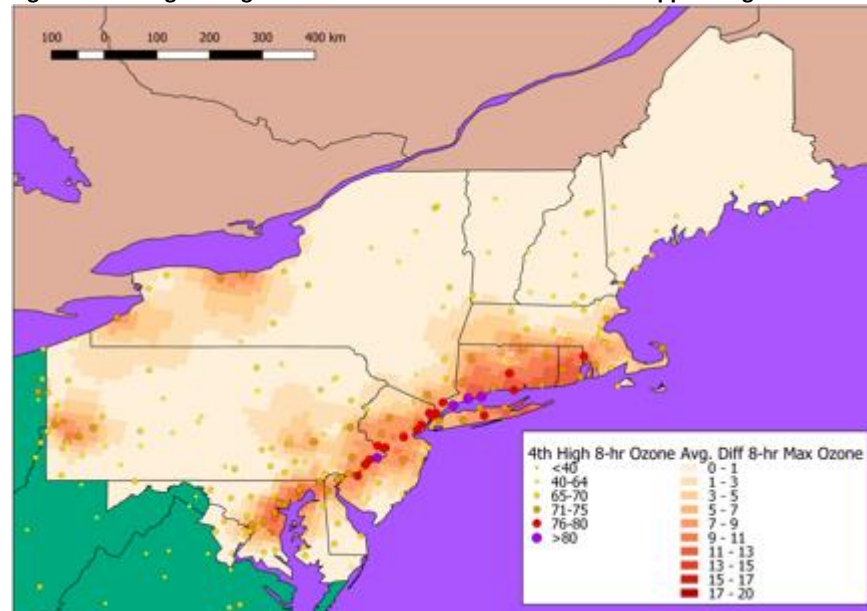 100 0 100 200 300 400 km
4th High 8-hr Ozone Avg. Diff 8-hr Max Ozone
<40 0 - 1
40-64 1 - 3
65-70 3 - 5
71-75 5 - 7
76-80 7 - 9
>80 9 - 11
11 - 13
13 - 15
15 - 17
17 - 20